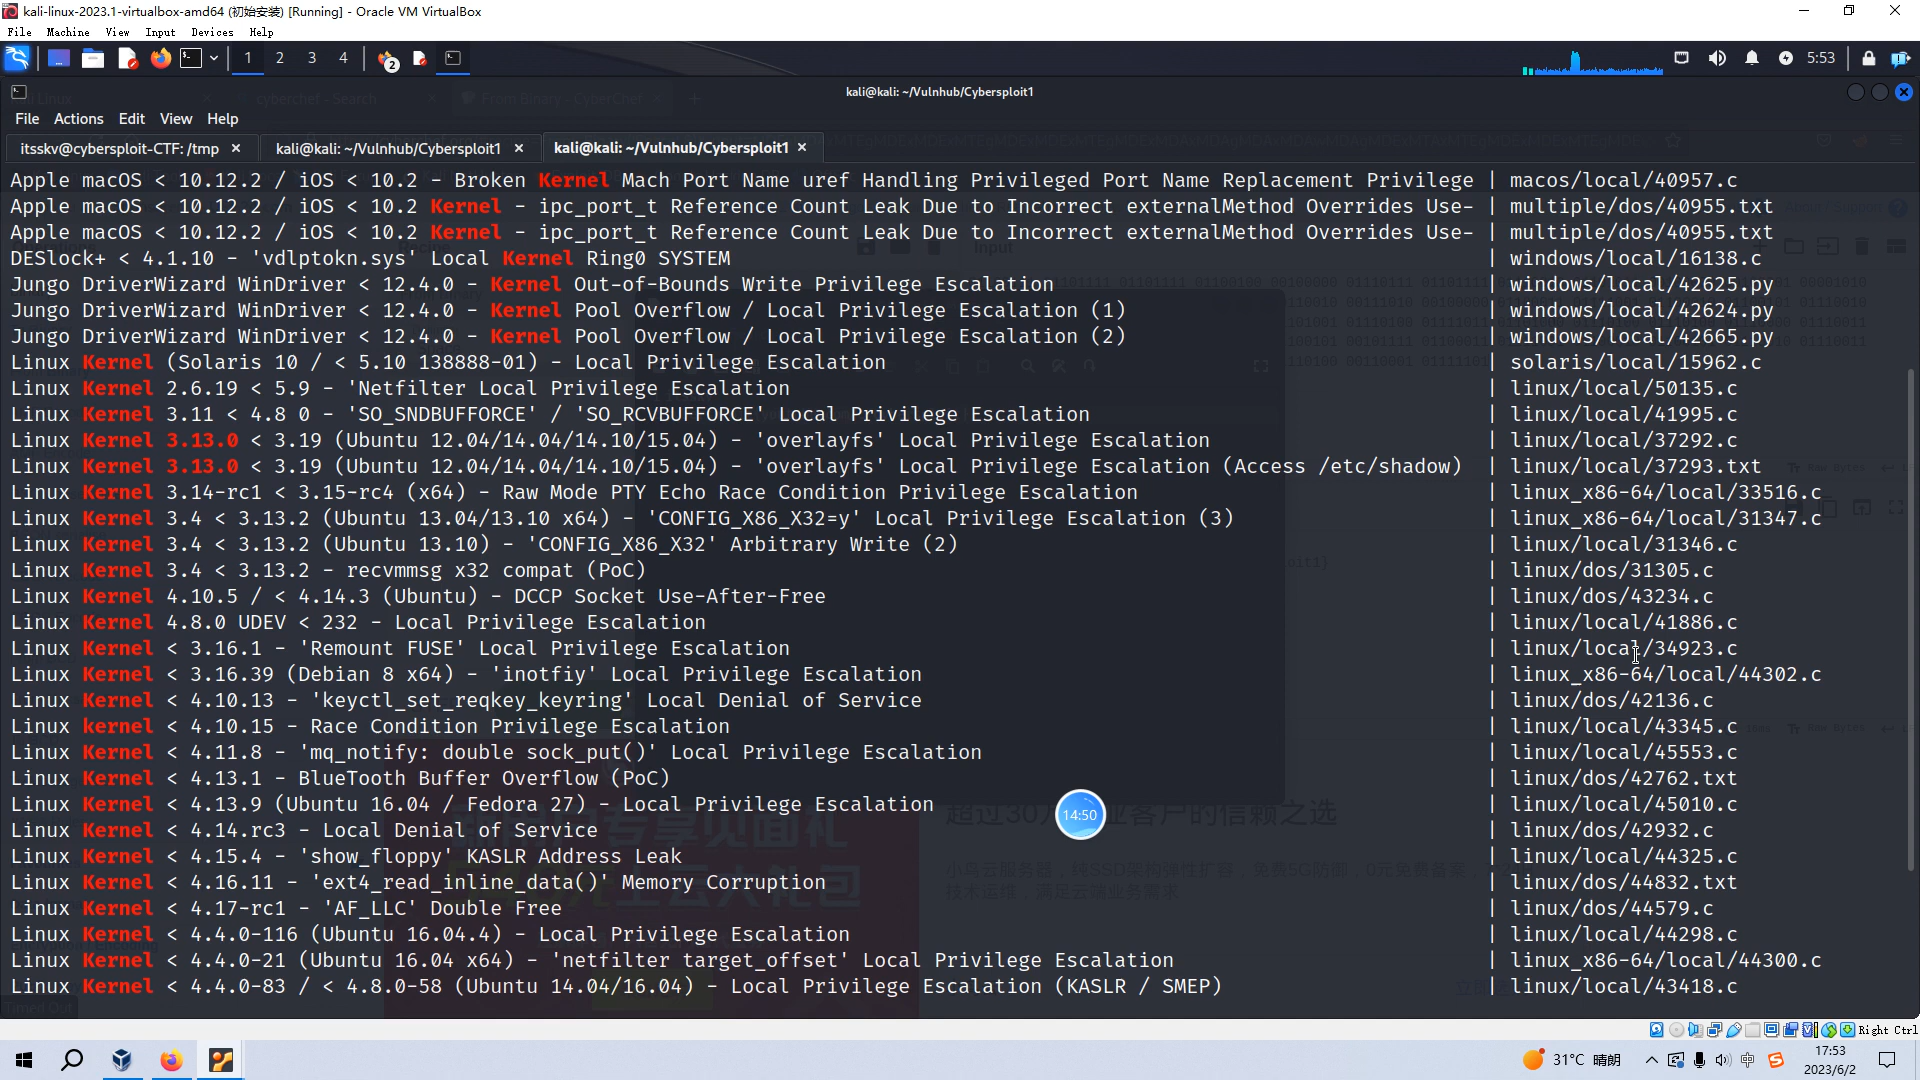 kali-linux-2023.1-virtualbox-amd64 (初始安装) [Running] - Oracle VM VirtualBox
File Machine View Input Devices Help
1 2 3 4 2 5:53
cyberchef - Search From Binary - CyberChef
kali@kali: ~/Vulnhub/Cybersploit1
File Actions Edit View Help
itsskv@cybersploit-CTF: /tmp kali@kali: ~/Vulnhub/Cybersploit1 kali@kali: ~/Vulnhub/Cybersploit1
Apple macOS < 10.12.2 / iOS < 10.2 - Broken Kernel Mach Port Name uref Handling Privileged Port Name Replacement Privilege | macos/local/40957.c
Apple macOS < 10.12.2 / iOS < 10.2 Kernel - ipc_port_t Reference Count Leak Due to Incorrect externalMethod Overrides Use- | multiple/dos/40955.txt
Apple macOS < 10.12.2 / iOS < 10.2 Kernel - ipc_port_t Reference Count Leak Due to Incorrect externalMethod Overrides Use- | multiple/dos/40955.txt
DESlock+ < 4.1.10 - 'vdlptokn.sys' Local Kernel Ring0 SYSTEM | windows/local/16138.c
Jungo DriverWizard WinDriver < 12.4.0 - Kernel Out-of-Bounds Write Privilege Escalation | windows/local/42625.py
Jungo DriverWizard WinDriver < 12.4.0 - Kernel Pool Overflow / Local Privilege Escalation (1) | windows/local/42624.py
Jungo DriverWizard WinDriver < 12.4.0 - Kernel Pool Overflow / Local Privilege Escalation (2) | windows/local/42665.py
Linux Kernel (Solaris 10 / < 5.10 138888-01) - Local Privilege Escalation | solaris/local/15962.c
Linux Kernel 2.6.19 < 5.9 - 'Netfilter Local Privilege Escalation | linux/local/50135.c
Linux Kernel 3.11 < 4.8 0 - 'SO_SNDBUFFORCE' / 'SO_RCVBUFFORCE' Local Privilege Escalation | linux/local/41995.c
Linux Kernel 3.13.0 < 3.19 (Ubuntu 12.04/14.04/14.10/15.04) - 'overlayfs' Local Privilege Escalation | linux/local/37292.c
Linux Kernel 3.13.0 < 3.19 (Ubuntu 12.04/14.04/14.10/15.04) - 'overlayfs' Local Privilege Escalation (Access /etc/shadow) | linux/local/37293.txt
Linux Kernel 3.14-rc1 < 3.15-rc4 (x64) - Raw Mode PTY Echo Race Condition Privilege Escalation | linux_x86-64/local/33516.c
Linux Kernel 3.4 < 3.13.2 (Ubuntu 13.04/13.10 x64) - 'CONFIG_X86_X32=y' Local Privilege Escalation (3) | linux_x86-64/local/31347.c
Linux Kernel 3.4 < 3.13.2 (Ubuntu 13.10) - 'CONFIG_X86_X32' Arbitrary Write (2) | linux/local/31346.c
Linux Kernel 3.4 < 3.13.2 - recvmmsg x32 compat (PoC) | linux/dos/31305.c
Linux Kernel 4.10.5 / < 4.14.3 (Ubuntu) - DCCP Socket Use-After-Free | linux/dos/43234.c
Linux Kernel 4.8.0 UDEV < 232 - Local Privilege Escalation | linux/local/41886.c
Linux Kernel < 3.16.1 - 'Remount FUSE' Local Privilege Escalation | linux/local/34923.c
Linux Kernel < 3.16.39 (Debian 8 x64) - 'inotfiy' Local Privilege Escalation | linux_x86-64/local/44302.c
Linux Kernel < 4.10.13 - 'keyctl_set_reqkey_keyring' Local Denial of Service | linux/dos/42136.c
Linux kernel < 4.10.15 - Race Condition Privilege Escalation | linux/local/43345.c
Linux Kernel < 4.11.8 - 'mq_notify: double sock_put()' Local Privilege Escalation | linux/local/45553.c
Linux Kernel < 4.13.1 - BlueTooth Buffer Overflow (PoC) | linux/dos/42762.txt
Linux Kernel < 4.13.9 (Ubuntu 16.04 / Fedora 27) - Local Privilege Escalation | linux/local/45010.c
14:50
Linux Kernel < 4.14.rc3 - Local Denial of Service | linux/dos/42932.c
Linux Kernel < 4.15.4 - 'show_floppy' KASLR Address Leak | linux/local/44325.c
Linux Kernel < 4.16.11 - 'ext4_read_inline_data()' Memory Corruption | linux/dos/44832.txt
Linux Kernel < 4.17-rc1 - 'AF_LLC' Double Free | linux/dos/44579.c
Linux Kernel < 4.4.0-116 (Ubuntu 16.04.4) - Local Privilege Escalation | linux/local/44298.c
Linux Kernel < 4.4.0-21 (Ubuntu 16.04 x64) - 'netfilter target_offset' Local Privilege Escalation | linux_x86-64/local/44300.c
Linux Kernel < 4.4.0-83 / < 4.8.0-58 (Ubuntu 14.04/16.04) - Local Privilege Escalation (KASLR / SMEP) | linux/local/43418.c
Timed Out
Right Ctrl
31°C 晴朗 中 17:53
2023/6/2